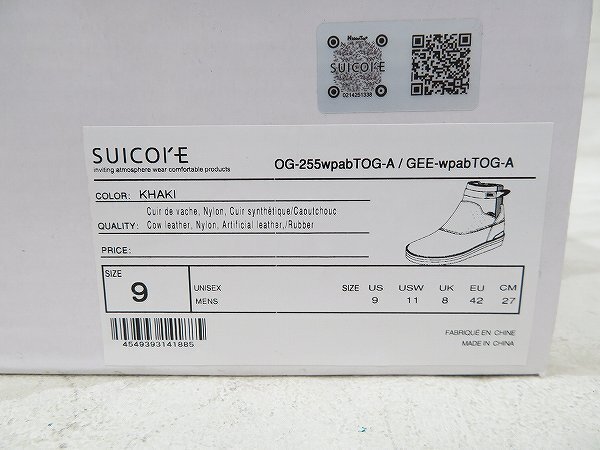 SUICOKE
0214251338
SUICOKE
inviting atmosphere wear comfortable products
OG-255wpabTOG-A / GEE-wpabTOG-A
COLOR: KHAKI
Cuir de vache, Nylon, Cuir synthétique/Caoutchouc
QUALITY: Cow leather, Nylon, Artificial leather,/Rubber
PRICE:
SIZE
9
UNISEX SIZE US USW UK EU CM
MENS 9 11 8 42 27
4549393141885
FABRIQUÉ EN CHINE
MADE IN CHINA